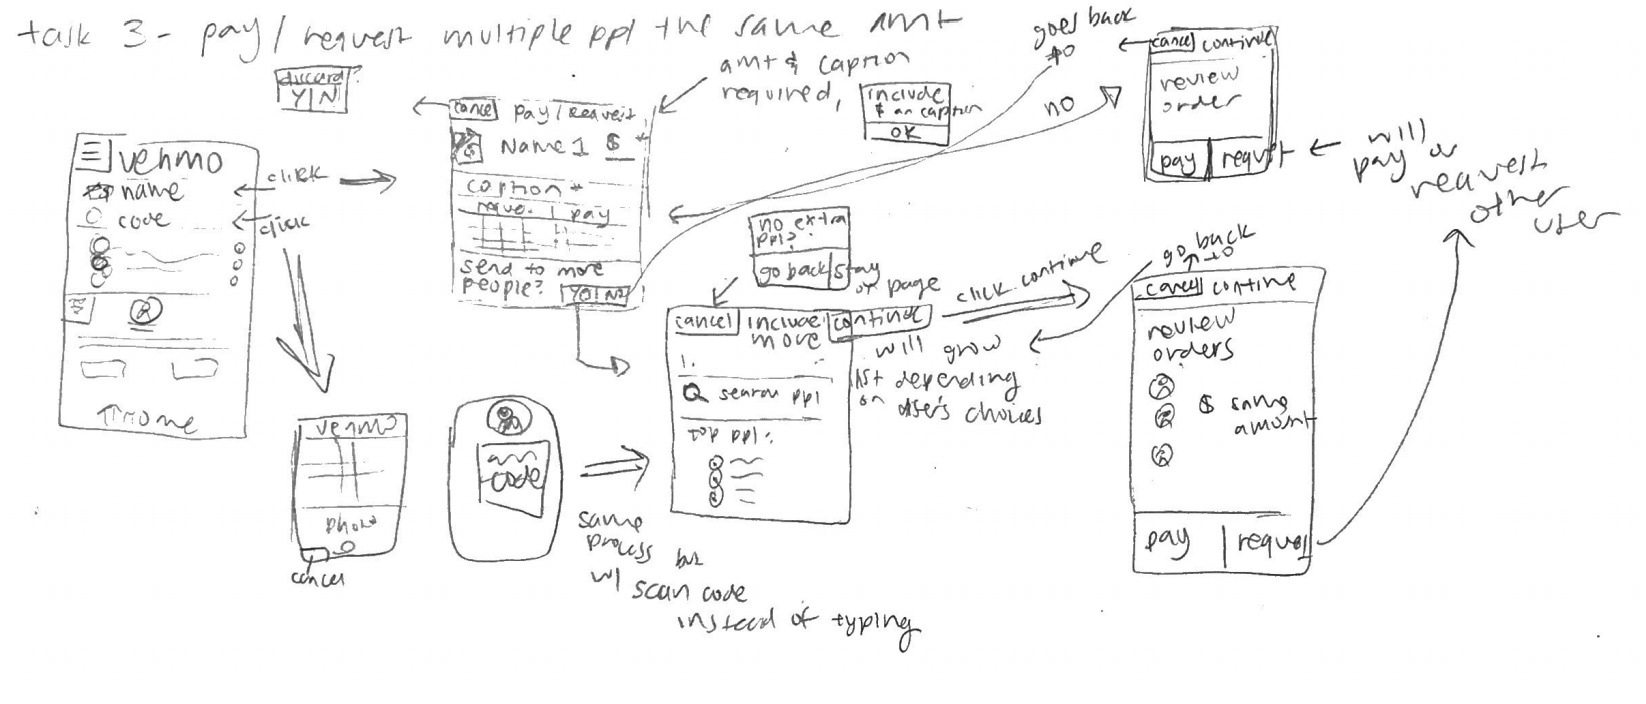 task 3 - pay / request multiple ppl the same amt
discard?
Y | N
venmo
name
code
Home
click
click
cancel
pay / request
Name 1 $ *
caption *
pay
send to more
people?
amt & caption
required,
include
$ an caption
OK
goes back
to
no
cancel continue
review
order
pay | request
will
pay or
request
other
user
no extra
ppl?
go back | stay
on page
cancel
include
more
continue
1.
search ppl
top ppl:
click continue
will grow
list depending
on user's choices
go back
to
cancel continue
review
orders
$ same
amount
pay | request
venmo
photo
cancel
code
same
process but
w/ scan code
instead of typing